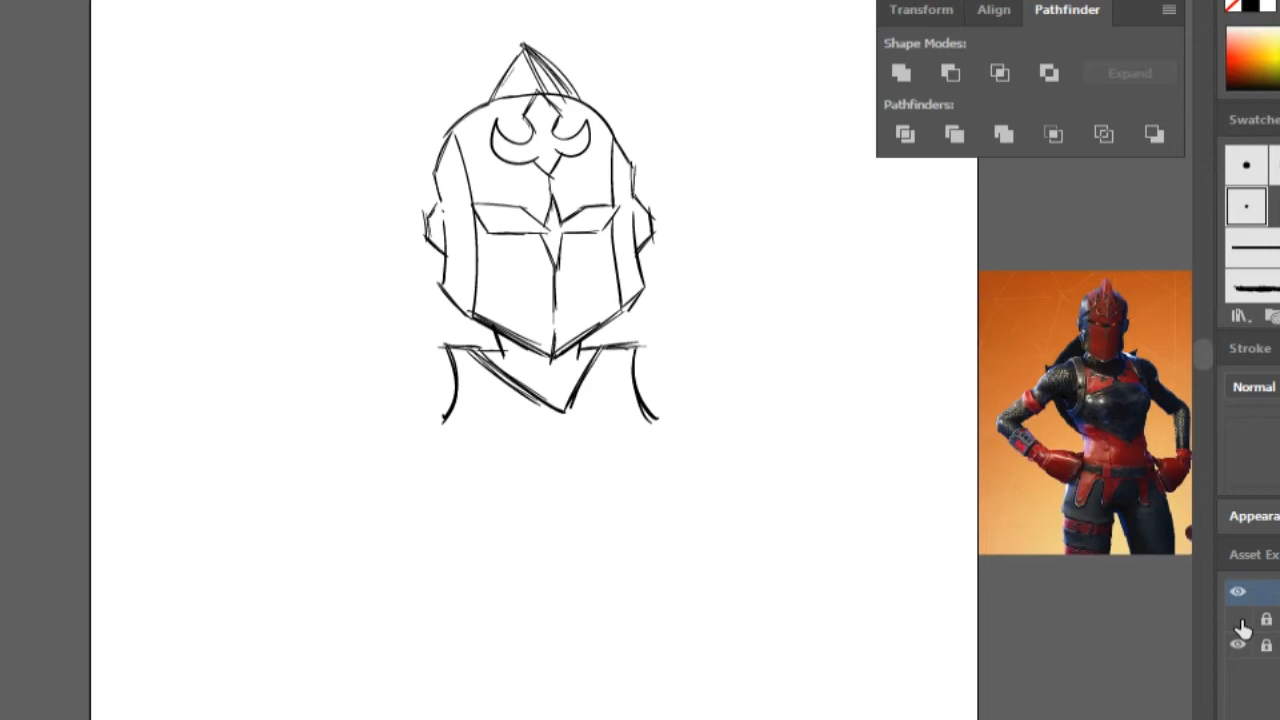 Transform Align Pathfinder
Shape Modes:
Expand
Pathfinders:
Swatche
Stroke
Normal
Appeara
Asset Ex